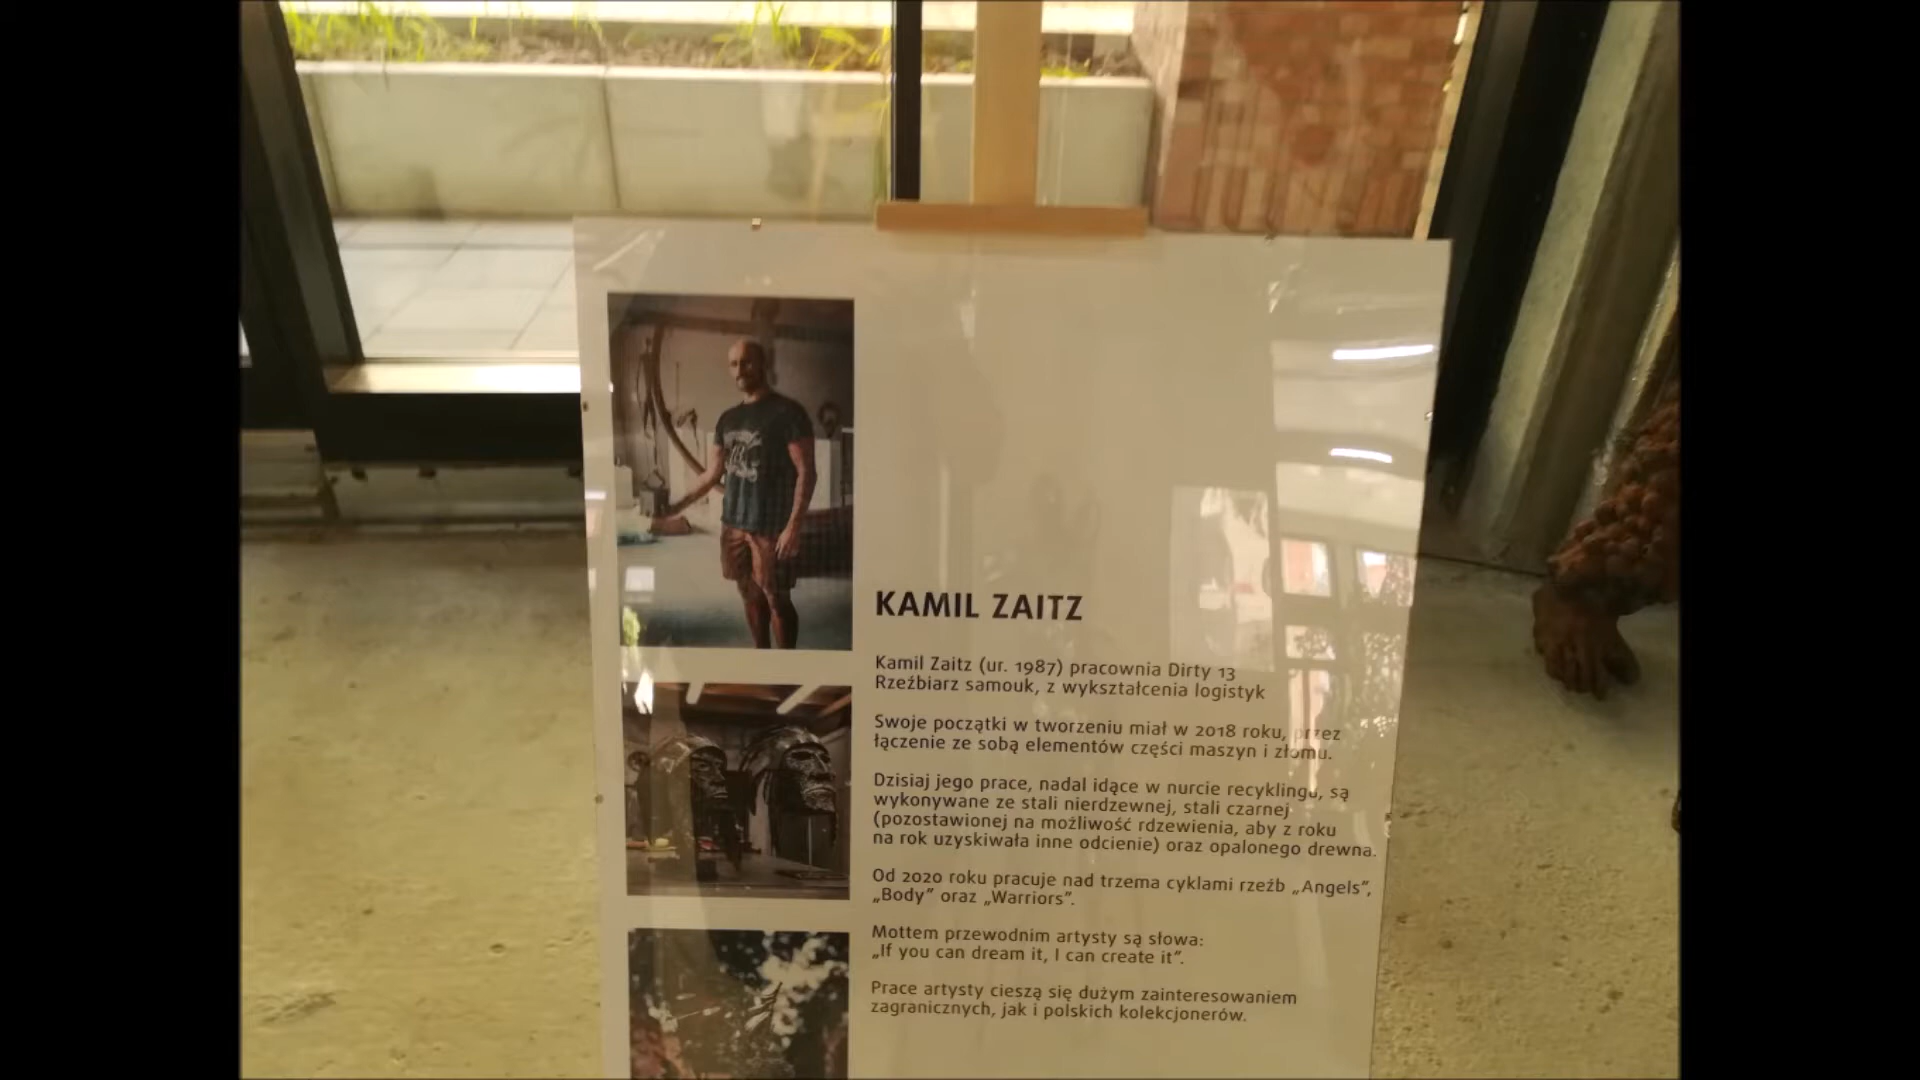 KAMIL ZAITZ
Kamil Zaitz (ur. 1987) pracownia Dirty 13
Rzeźbiarz samouk, z wykształcenia logistyk
Swoje początki w tworzeniu miał w 2018 roku, przez
łączenie ze sobą elementów części maszyn i złomu.
Dzisiaj jego prace, nadal idące w nurcie recyklingu, są
wykonywane ze stali nierdzewnej, stali czarnej
(pozostawionej na możliwość rdzewienia, aby z roku
na rok uzyskiwała inne odcienie) oraz opalonego drewna.
Od 2020 roku pracuje nad trzema cyklami rzeźb „Angels”,
„Body” oraz „Warriors”.
Mottem przewodnim artysty są słowa:
„If you can dream it, I can create it”.
Prace artysty cieszą się dużym zainteresowaniem
zagranicznych, jak i polskich kolekcjonerów.